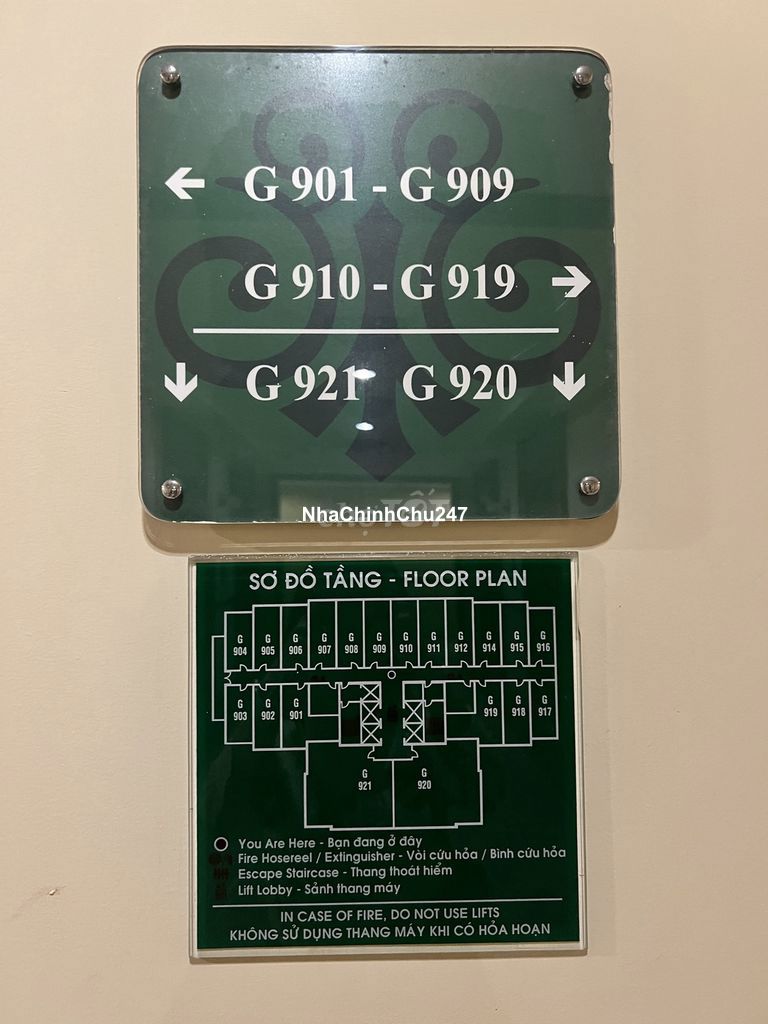 ← G 901 - G 909
G 910 - G 919 →
↓ G 921 G 920 ↓
NhaChinhChu247
SƠ ĐỒ TẦNG - FLOOR PLAN
G 904 G 905 G 906 G 907 G 908 G 909 G 910 G 911 G 912 G 914 G 915 G 916
G 903 G 902 G 901 G 919 G 918 G 917
G 921 G 920
You Are Here - Bạn đang ở đây
Fire Hosereel / Extinguisher - Vòi cứu hỏa / Bình cứu hỏa
Escape Staircase - Thang thoát hiểm
Lift Lobby - Sảnh thang máy
IN CASE OF FIRE, DO NOT USE LIFTS
KHÔNG SỬ DỤNG THANG MÁY KHI CÓ HỎA HOẠN